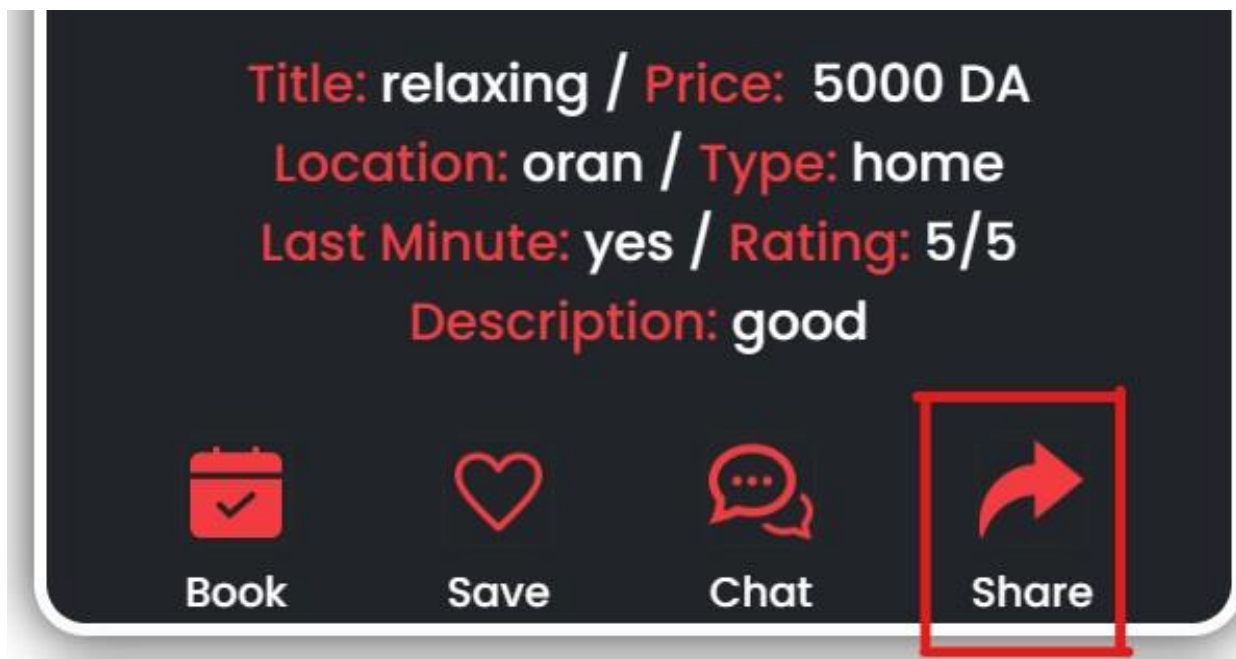 Title: relaxing / Price: 5000 DA
Location: oran / Type: home
Last Minute: yes / Rating: 5/5
Description: good
Book Save Chat Share